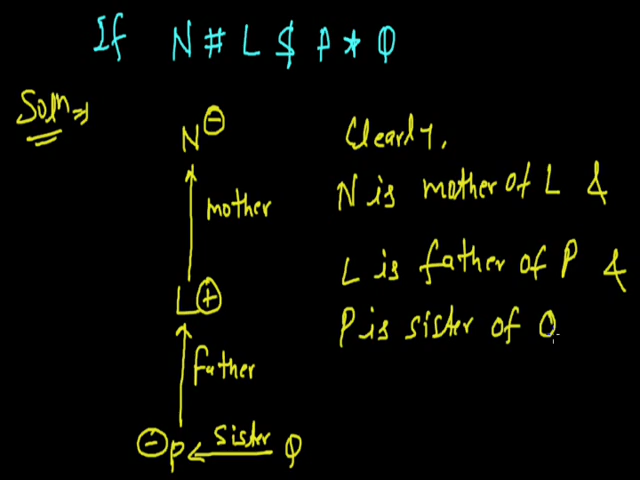 If N # L $ P * Q
Soln ⇒
N ⊖
mother
L ⊕
father
⊖ P sister Q
Clearly,
N is mother of L &
L is father of P &
P is sister of Q